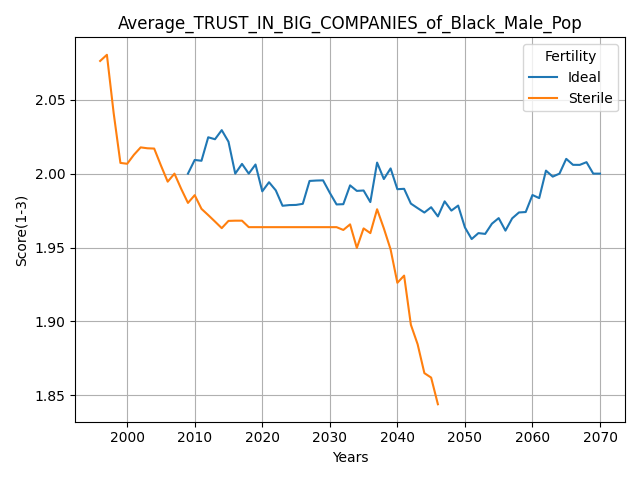 Average_TRUST_IN_BIG_COMPANIES_of_Black_Male_Pop
Fertility
Ideal
Sterile
Score(1-3)
2.05
2.00
1.95
1.90
1.85
2000 2010 2020 2030 2040 2050 2060 2070
Years